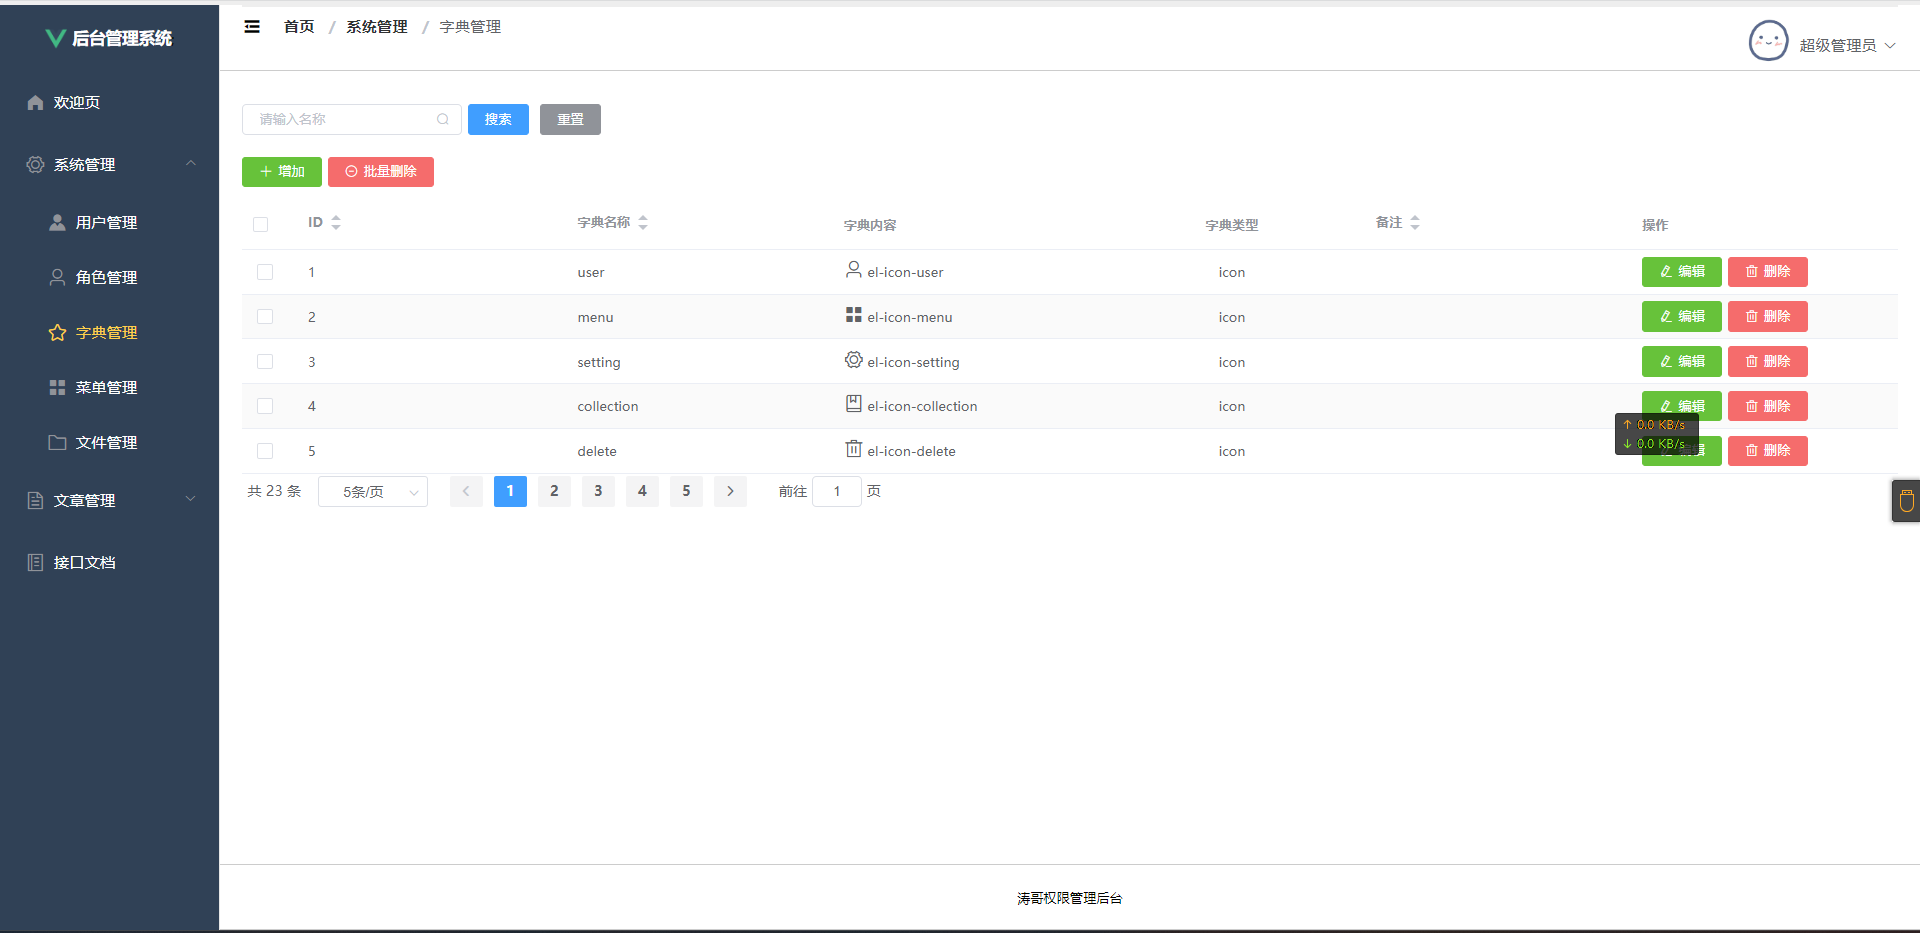 后台管理系统
欢迎页
系统管理
用户管理
角色管理
字典管理
菜单管理
文件管理
文章管理
接口文档
首页 / 系统管理 / 字典管理
超级管理员
请输入名称 搜索 重置
增加 批量删除
ID 字典名称 字典内容 字典类型 备注 操作
1 user el-icon-user icon 编辑 删除
2 menu el-icon-menu icon 编辑 删除
3 setting el-icon-setting icon 编辑 删除
4 collection el-icon-collection icon 编辑 删除
↑ 0.0 KB/s
↓ 0.0 KB/s
5 delete el-icon-delete icon 删除
共 23 条 5条/页 1 2 3 4 5 前往 1 页
涛哥权限管理后台